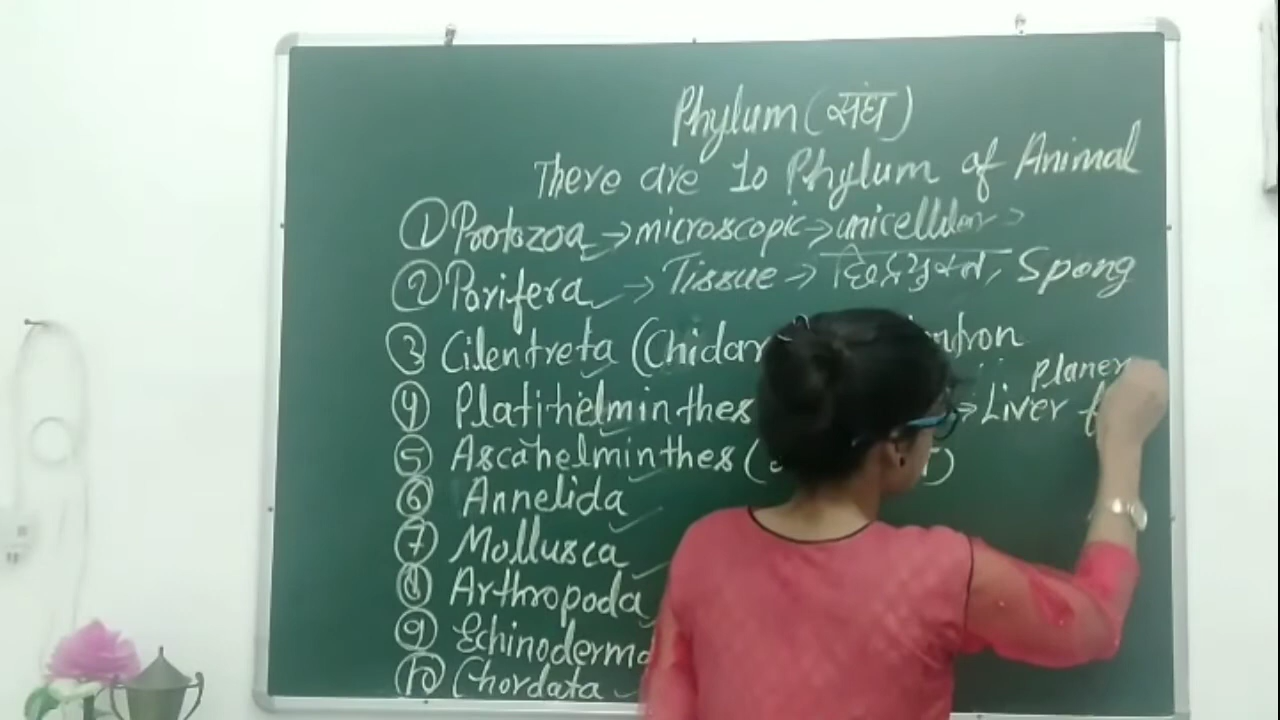 Phylum (संघ)
There are 10 Phylum of Animal
① Protozoa → microscopic → unicellular >
② Porifera → Tissue → छिद्रयुक्त, Spong
③ Cilentreta (Chidar
④ Platihelminthes → Liver
Planer
⑤ Ascahelminthes (
⑥ Annelida
⑦ Mollusca
⑧ Arthropoda
⑨ Echinoderma
⑩ Chordata